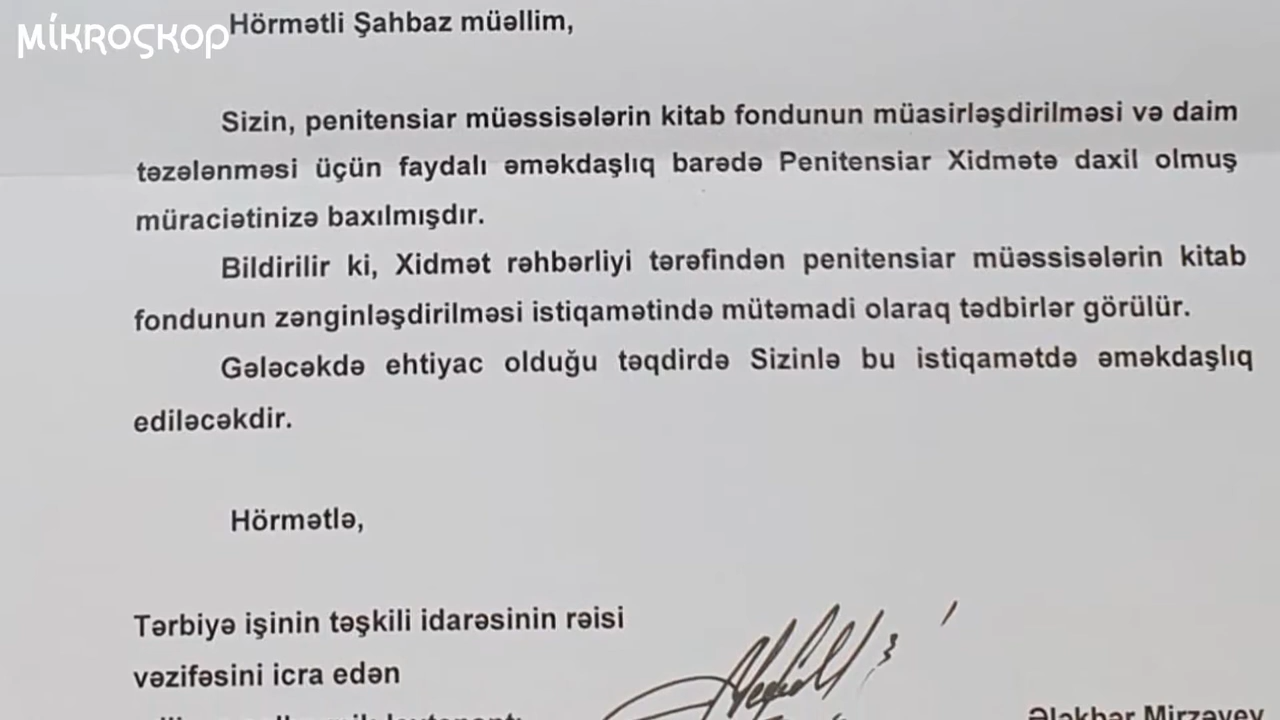 MİKROSKOP
Hörmətli Şahbaz müəllim,
Sizin, penitensiar müəssisələrin kitab fondunun müasirləşdirilməsi və daim
təzələnməsi üçün faydalı əməkdaşlıq barədə Penitensiar Xidmətə daxil olmuş
müraciətinizə baxılmışdır.
Bildirilir ki, Xidmət rəhbərliyi tərəfindən penitensiar müəssisələrin kitab
fondunun zənginləşdirilməsi istiqamətində mütəmadi olaraq tədbirlər görülür.
Gələcəkdə ehtiyac olduğu təqdirdə Sizinlə bu istiqamətdə əməkdaşlıq
ediləcəkdir.
Hörmətlə,
Tərbiyə işinin təşkili idarəsinin rəisi
vəzifəsini icra edən
Ələkbər Mirzəyev